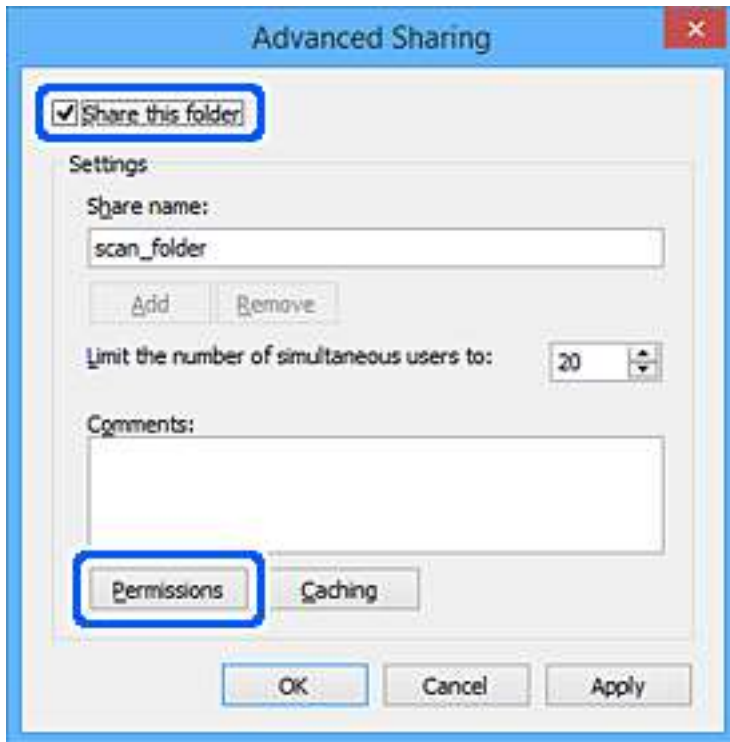 Advanced Sharing
Share this folder
Settings
Share name:
scan_folder
Add Remove
Limit the number of simultaneous users to: 20
Comments:
Permissions Caching
OK Cancel Apply